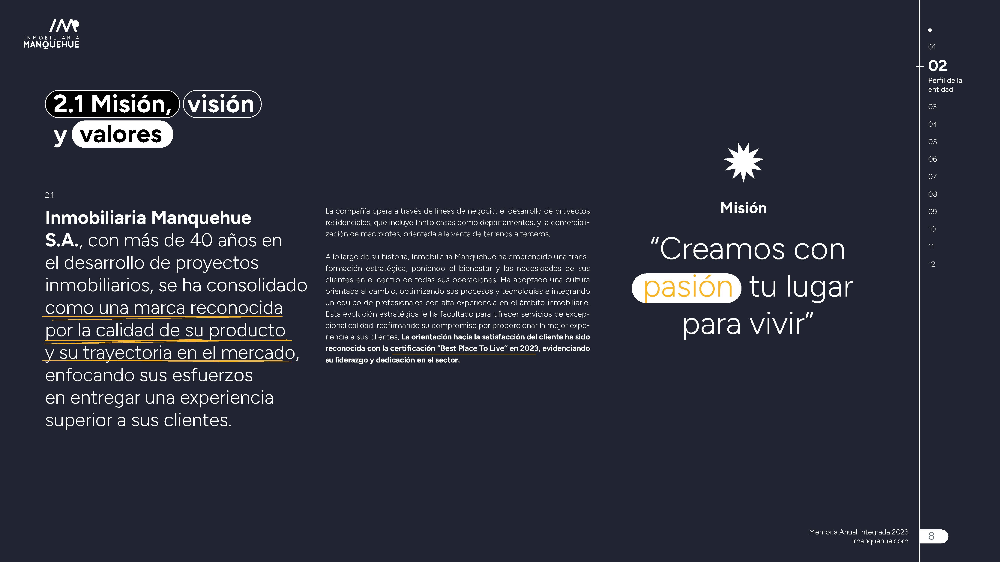 INMOBILIARIA
MANQUEHUE
2.1 Misión, visión
y valores
2.1
Inmobiliaria Manquehue
S.A., con más de 40 años en
el desarrollo de proyectos
inmobiliarios, se ha consolidado
como una marca reconocida
por la calidad de su producto
y su trayectoria en el mercado,
enfocando sus esfuerzos
en entregar una experiencia
superior a sus clientes.
La compañía opera a través de líneas de negocio: el desarrollo de proyectos
residenciales, que incluye tanto casas como departamentos, y la comerciali-
zación de macrolotes, orientada a la venta de terrenos a terceros.
A lo largo de su historia, Inmobiliaria Manquehue ha emprendido una trans-
formación estratégica, poniendo el bienestar y las necesidades de sus
clientes en el centro de todas sus operaciones. Ha adoptado una cultura
orientada al cambio, optimizando sus procesos y tecnologías e integrando
un equipo de profesionales con alta experiencia en el ámbito inmobiliario.
Esta evolución estratégica le ha facultado para ofrecer servicios de excep-
cional calidad, reafirmando su compromiso por proporcionar la mejor expe-
riencia a sus clientes. La orientación hacia la satisfacción del cliente ha sido
reconocida con la certificación “Best Place To Live” en 2023, evidenciando
su liderazgo y dedicación en el sector.
Misión
“Creamos con
pasión tu lugar
para vivir”
01
02
Perfil de la
entidad
03
04
05
06
07
08
09
10
11
12
Memoria Anual Integrada 2023
imanquehue.com
8